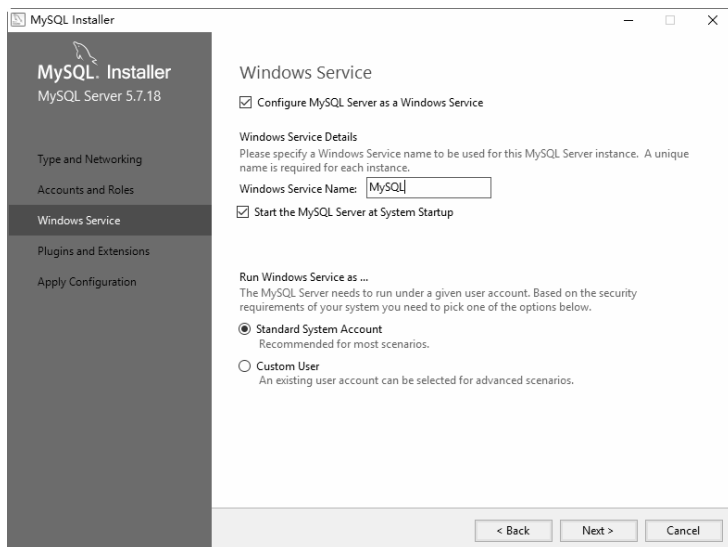 MySQL Installer
MySQL. Installer
MySQL Server 5.7.18
Type and Networking
Accounts and Roles
Windows Service
Plugins and Extensions
Apply Configuration
Windows Service
Configure MySQL Server as a Windows Service
Windows Service Details
Please specify a Windows Service name to be used for this MySQL Server instance. A unique
name is required for each instance.
Windows Service Name: MySQL
Start the MySQL Server at System Startup
Run Windows Service as ...
The MySQL Server needs to run under a given user account. Based on the security
requirements of your system you need to pick one of the options below.
Standard System Account
Recommended for most scenarios.
Custom User
An existing user account can be selected for advanced scenarios.
< Back
Next >
Cancel